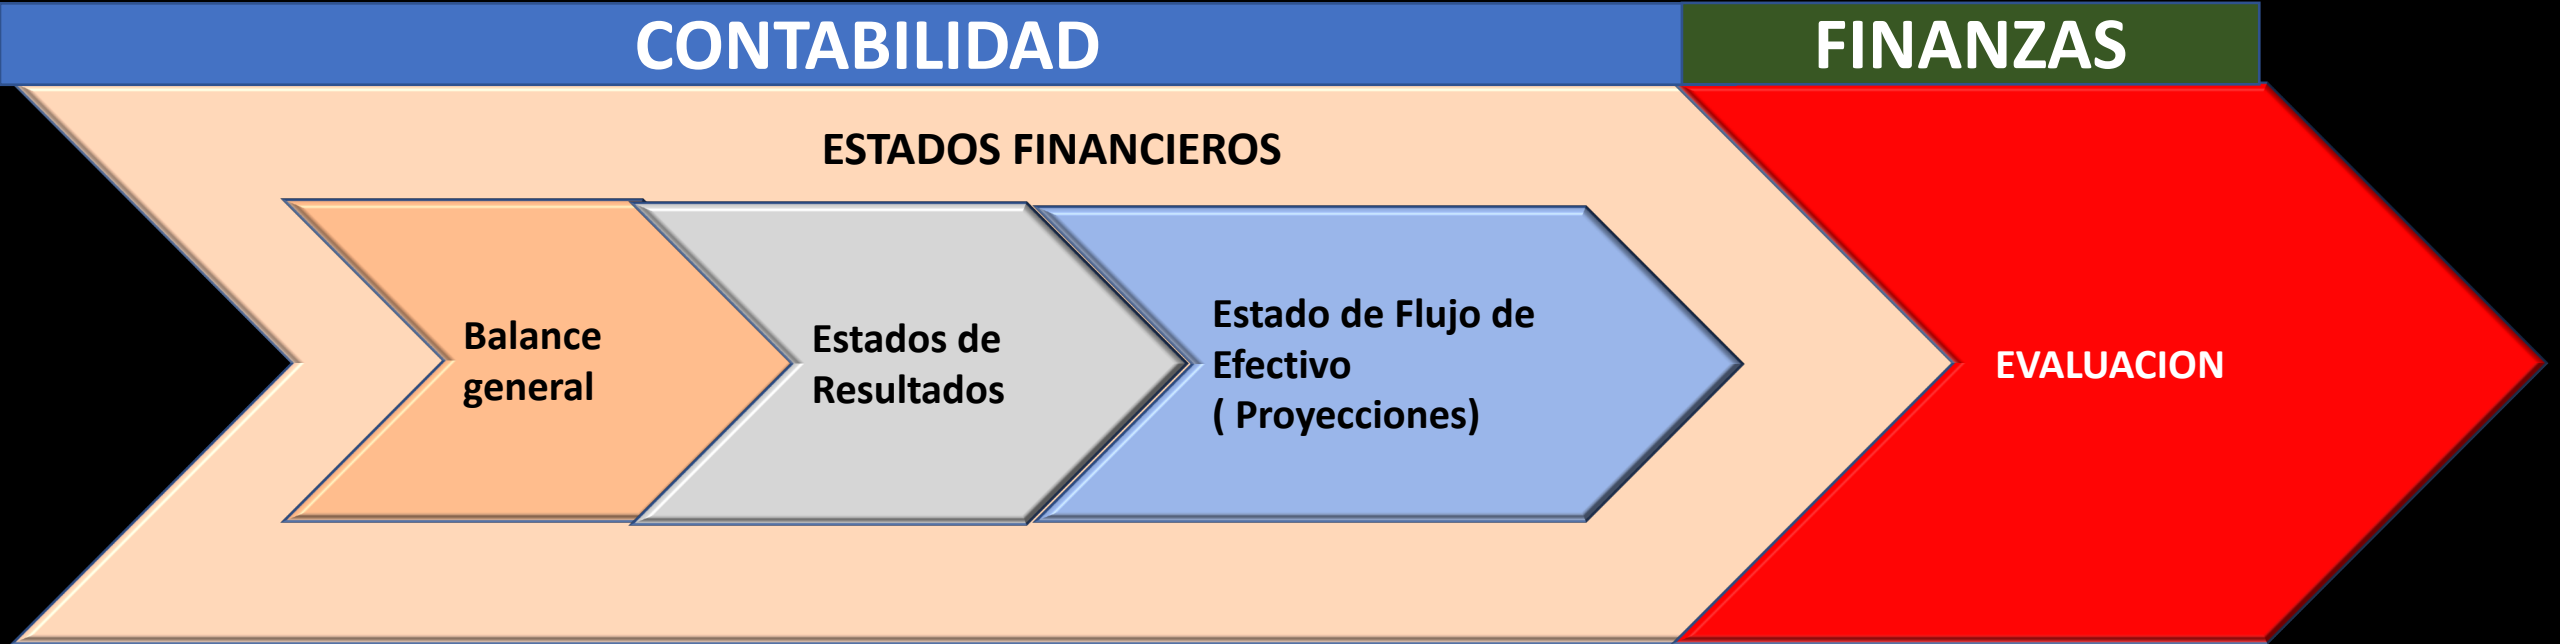 CONTABILIDAD
FINANZAS
ESTADOS FINANCIEROS
Balance
general
Estados de
Resultados
Estado de Flujo de
Efectivo
( Proyecciones)
EVALUACION